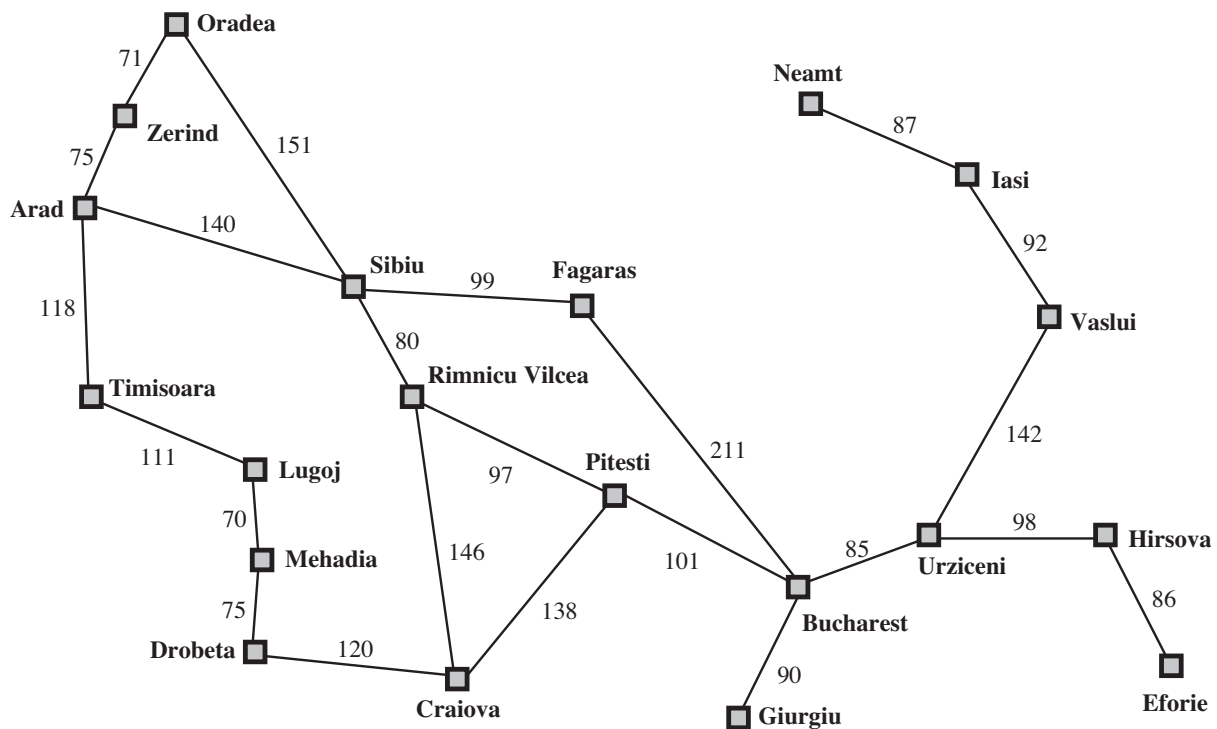 Oradea
71
Neamt
Zerind
87
75
151
Iasi
Arad
140
92
Sibiu
Fagaras
99
118
Vaslui
80
Timisoara
Rimnicu Vilcea
142
111
211
Lugoj
Pitesti
97
70
98
Hirsova
146
85
Mehadia
101
Urziceni
86
75
138
Bucharest
Drobeta
120
90
Eforie
Craiova
Giurgiu